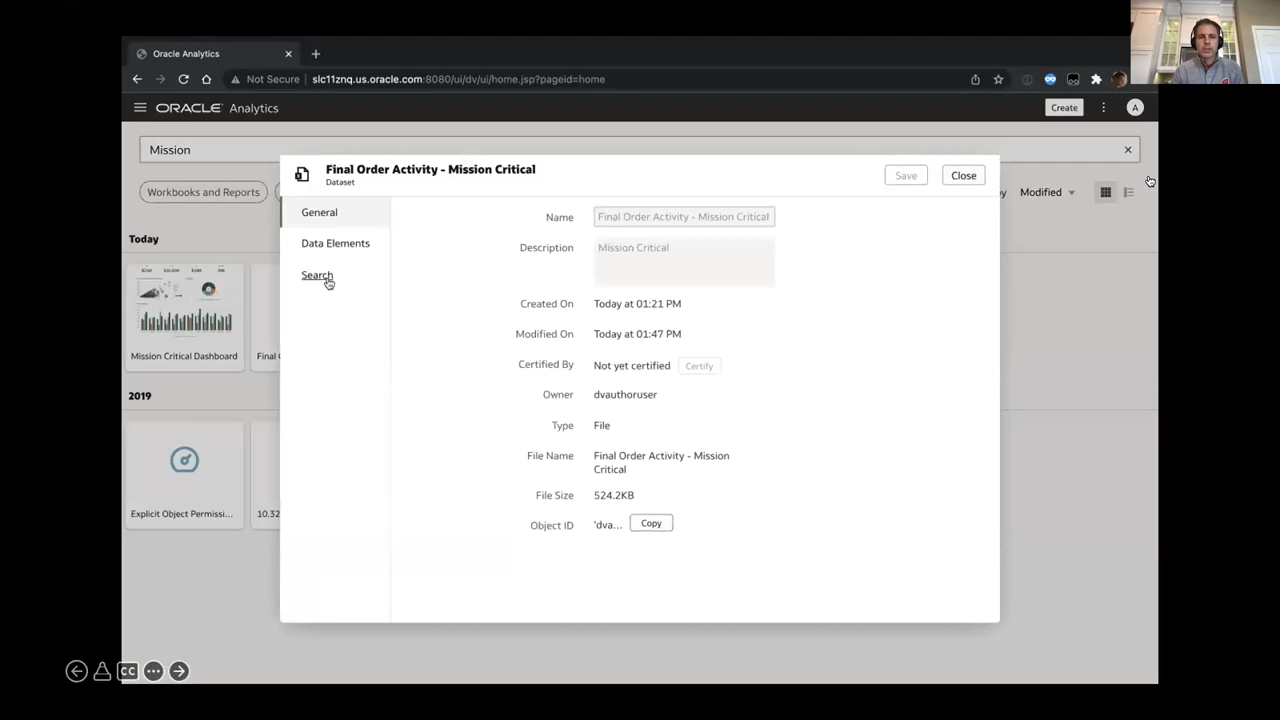 Oracle Analytics
Not Secure slc11znq.us.oracle.com:8080/ui/dv/ui/home.jsp?pageid=home
ORACLE Analytics
Create
A
Mission
Workbooks and Reports
Modified
Final Order Activity - Mission Critical
Dataset
Save
Close
General
Data Elements
Search
Name Final Order Activity - Mission Critical
Description Mission Critical
Created On Today at 01:21 PM
Modified On Today at 01:47 PM
Certified By Not yet certified Certify
Owner dvauthoruser
Type File
File Name Final Order Activity - Mission
Critical
File Size 524.2KB
Object ID 'dva... Copy
Today
Mission Critical Dashboard
Final
2019
Explicit Object Permissi...
10.32
CC